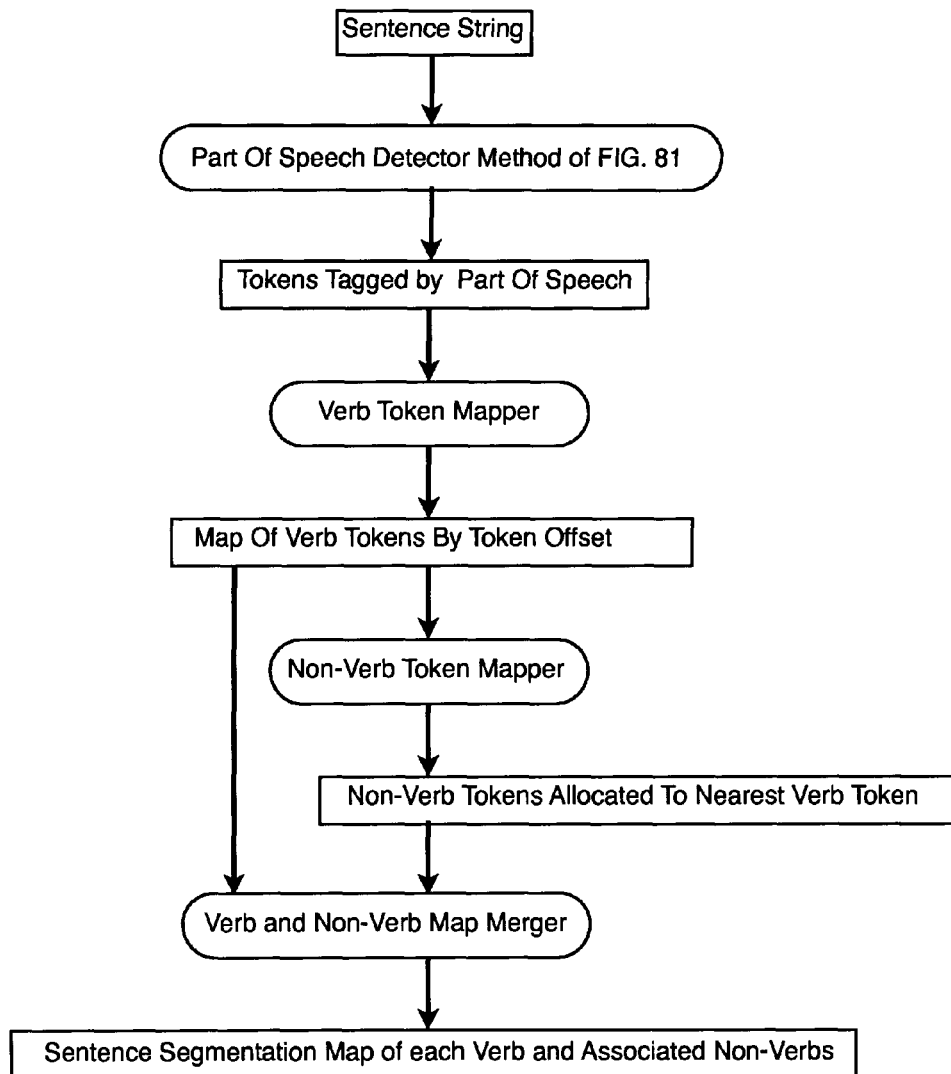 Sentence String
Part Of Speech Detector Method of FIG. 81
Tokens Tagged by Part Of Speech
Verb Token Mapper
Map Of Verb Tokens By Token Offset
Non-Verb Token Mapper
Non-Verb Tokens Allocated To Nearest Verb Token
Verb and Non-Verb Map Merger
Sentence Segmentation Map of each Verb and Associated Non-Verbs